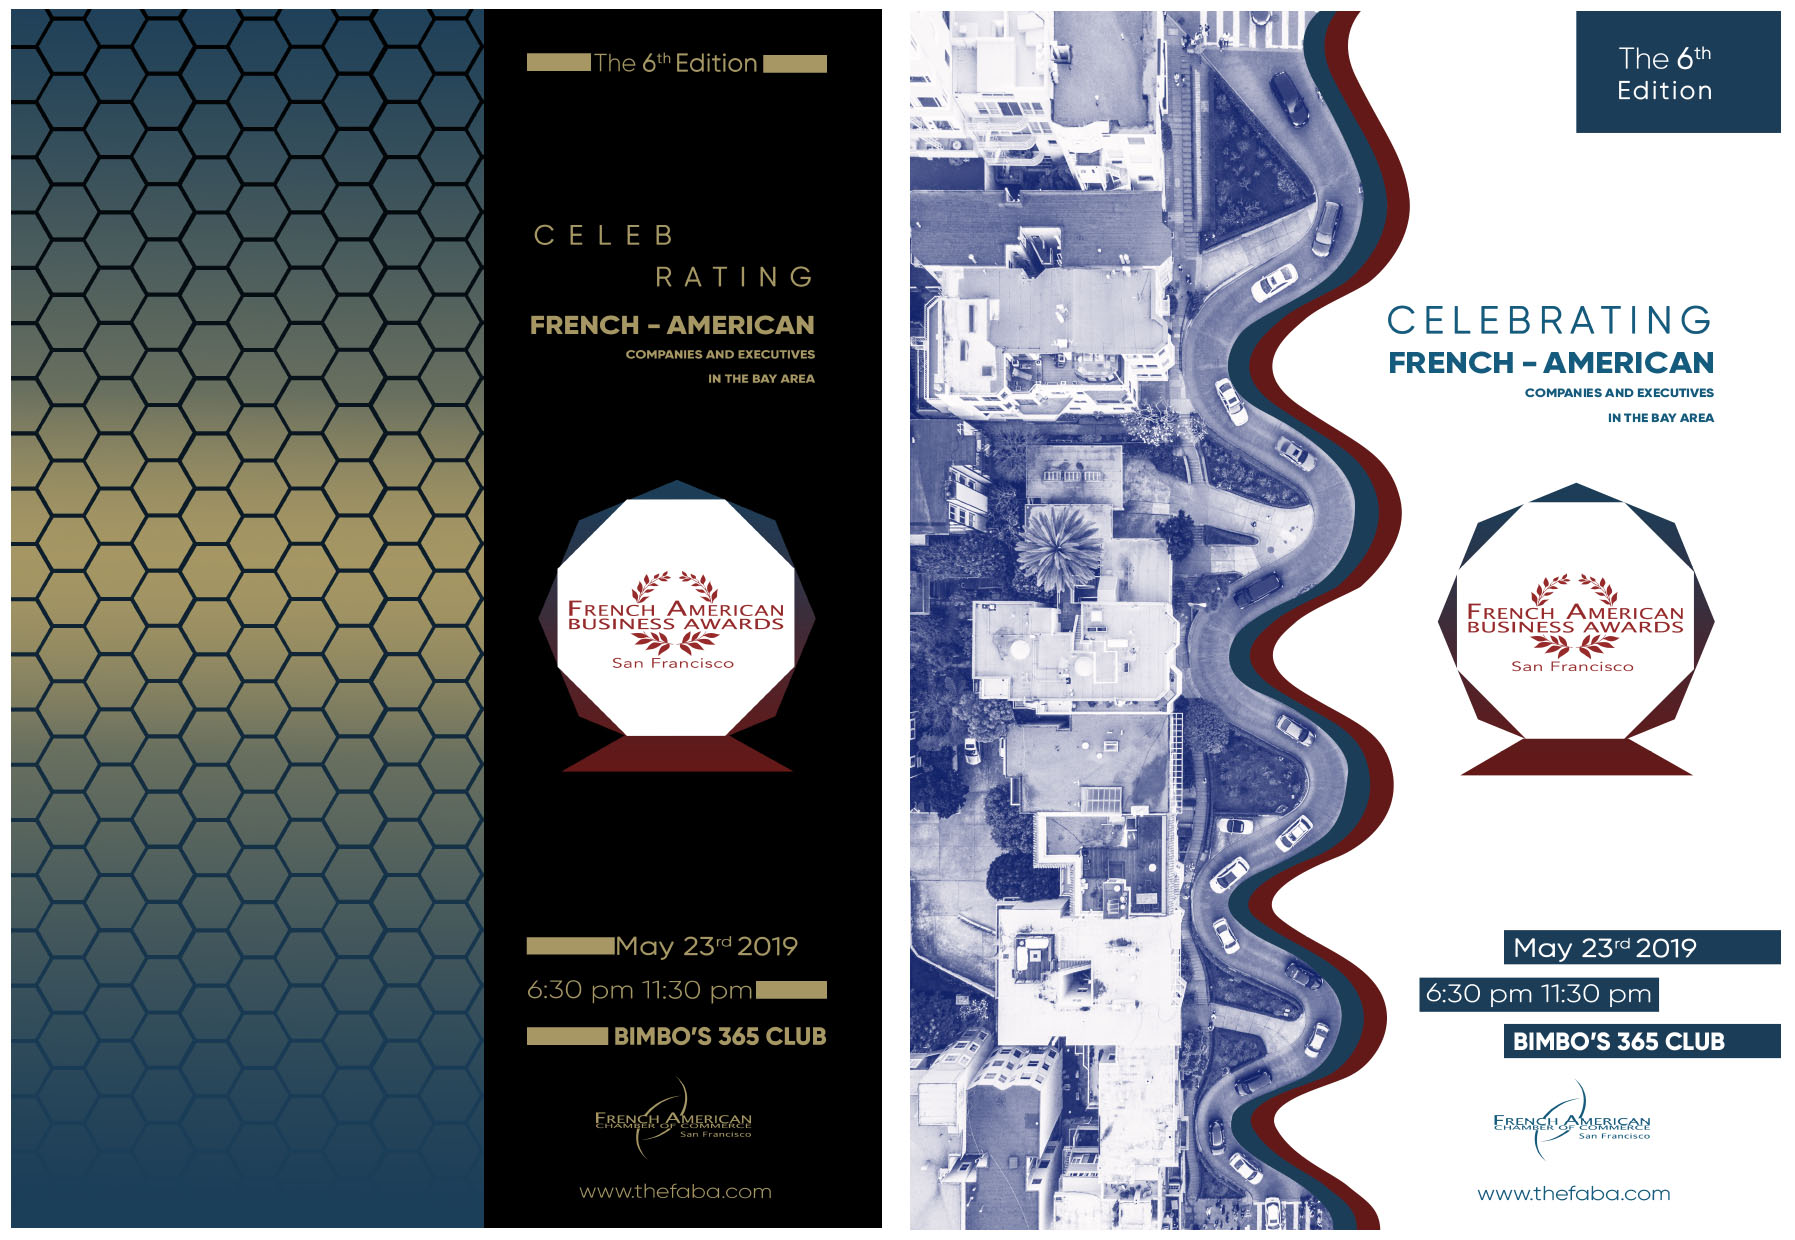 The 6th Edition
CELEB
RATING
FRENCH - AMERICAN
COMPANIES AND EXECUTIVES
IN THE BAY AREA
FRENCH AMERICAN
BUSINESS AWARDS
San Francisco
May 23rd 2019
6:30 pm 11:30 pm
BIMBO'S 365 CLUB
FRENCH AMERICAN
CHAMBER OF COMMERCE
San Francisco
www.thefaba.com
The 6th
Edition
CELEBRATING
FRENCH - AMERICAN
COMPANIES AND EXECUTIVES
IN THE BAY AREA
FRENCH AMERICAN
BUSINESS AWARDS
San Francisco
May 23rd 2019
6:30 pm 11:30 pm
BIMBO'S 365 CLUB
FRENCH AMERICAN
CHAMBER OF COMMERCE
San Francisco
www.thefaba.com